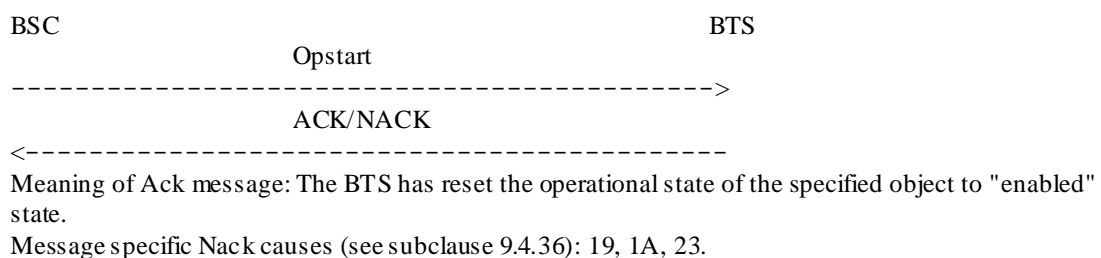 BSC BTS
Opstart
-------------------------------------------->
ACK/NACK
<--------------------------------------------
Meaning of Ack message: The BTS has reset the operational state of the specified object to "enabled"
state.
Message specific Nack causes (see subclause 9.4.36): 19, 1A, 23.